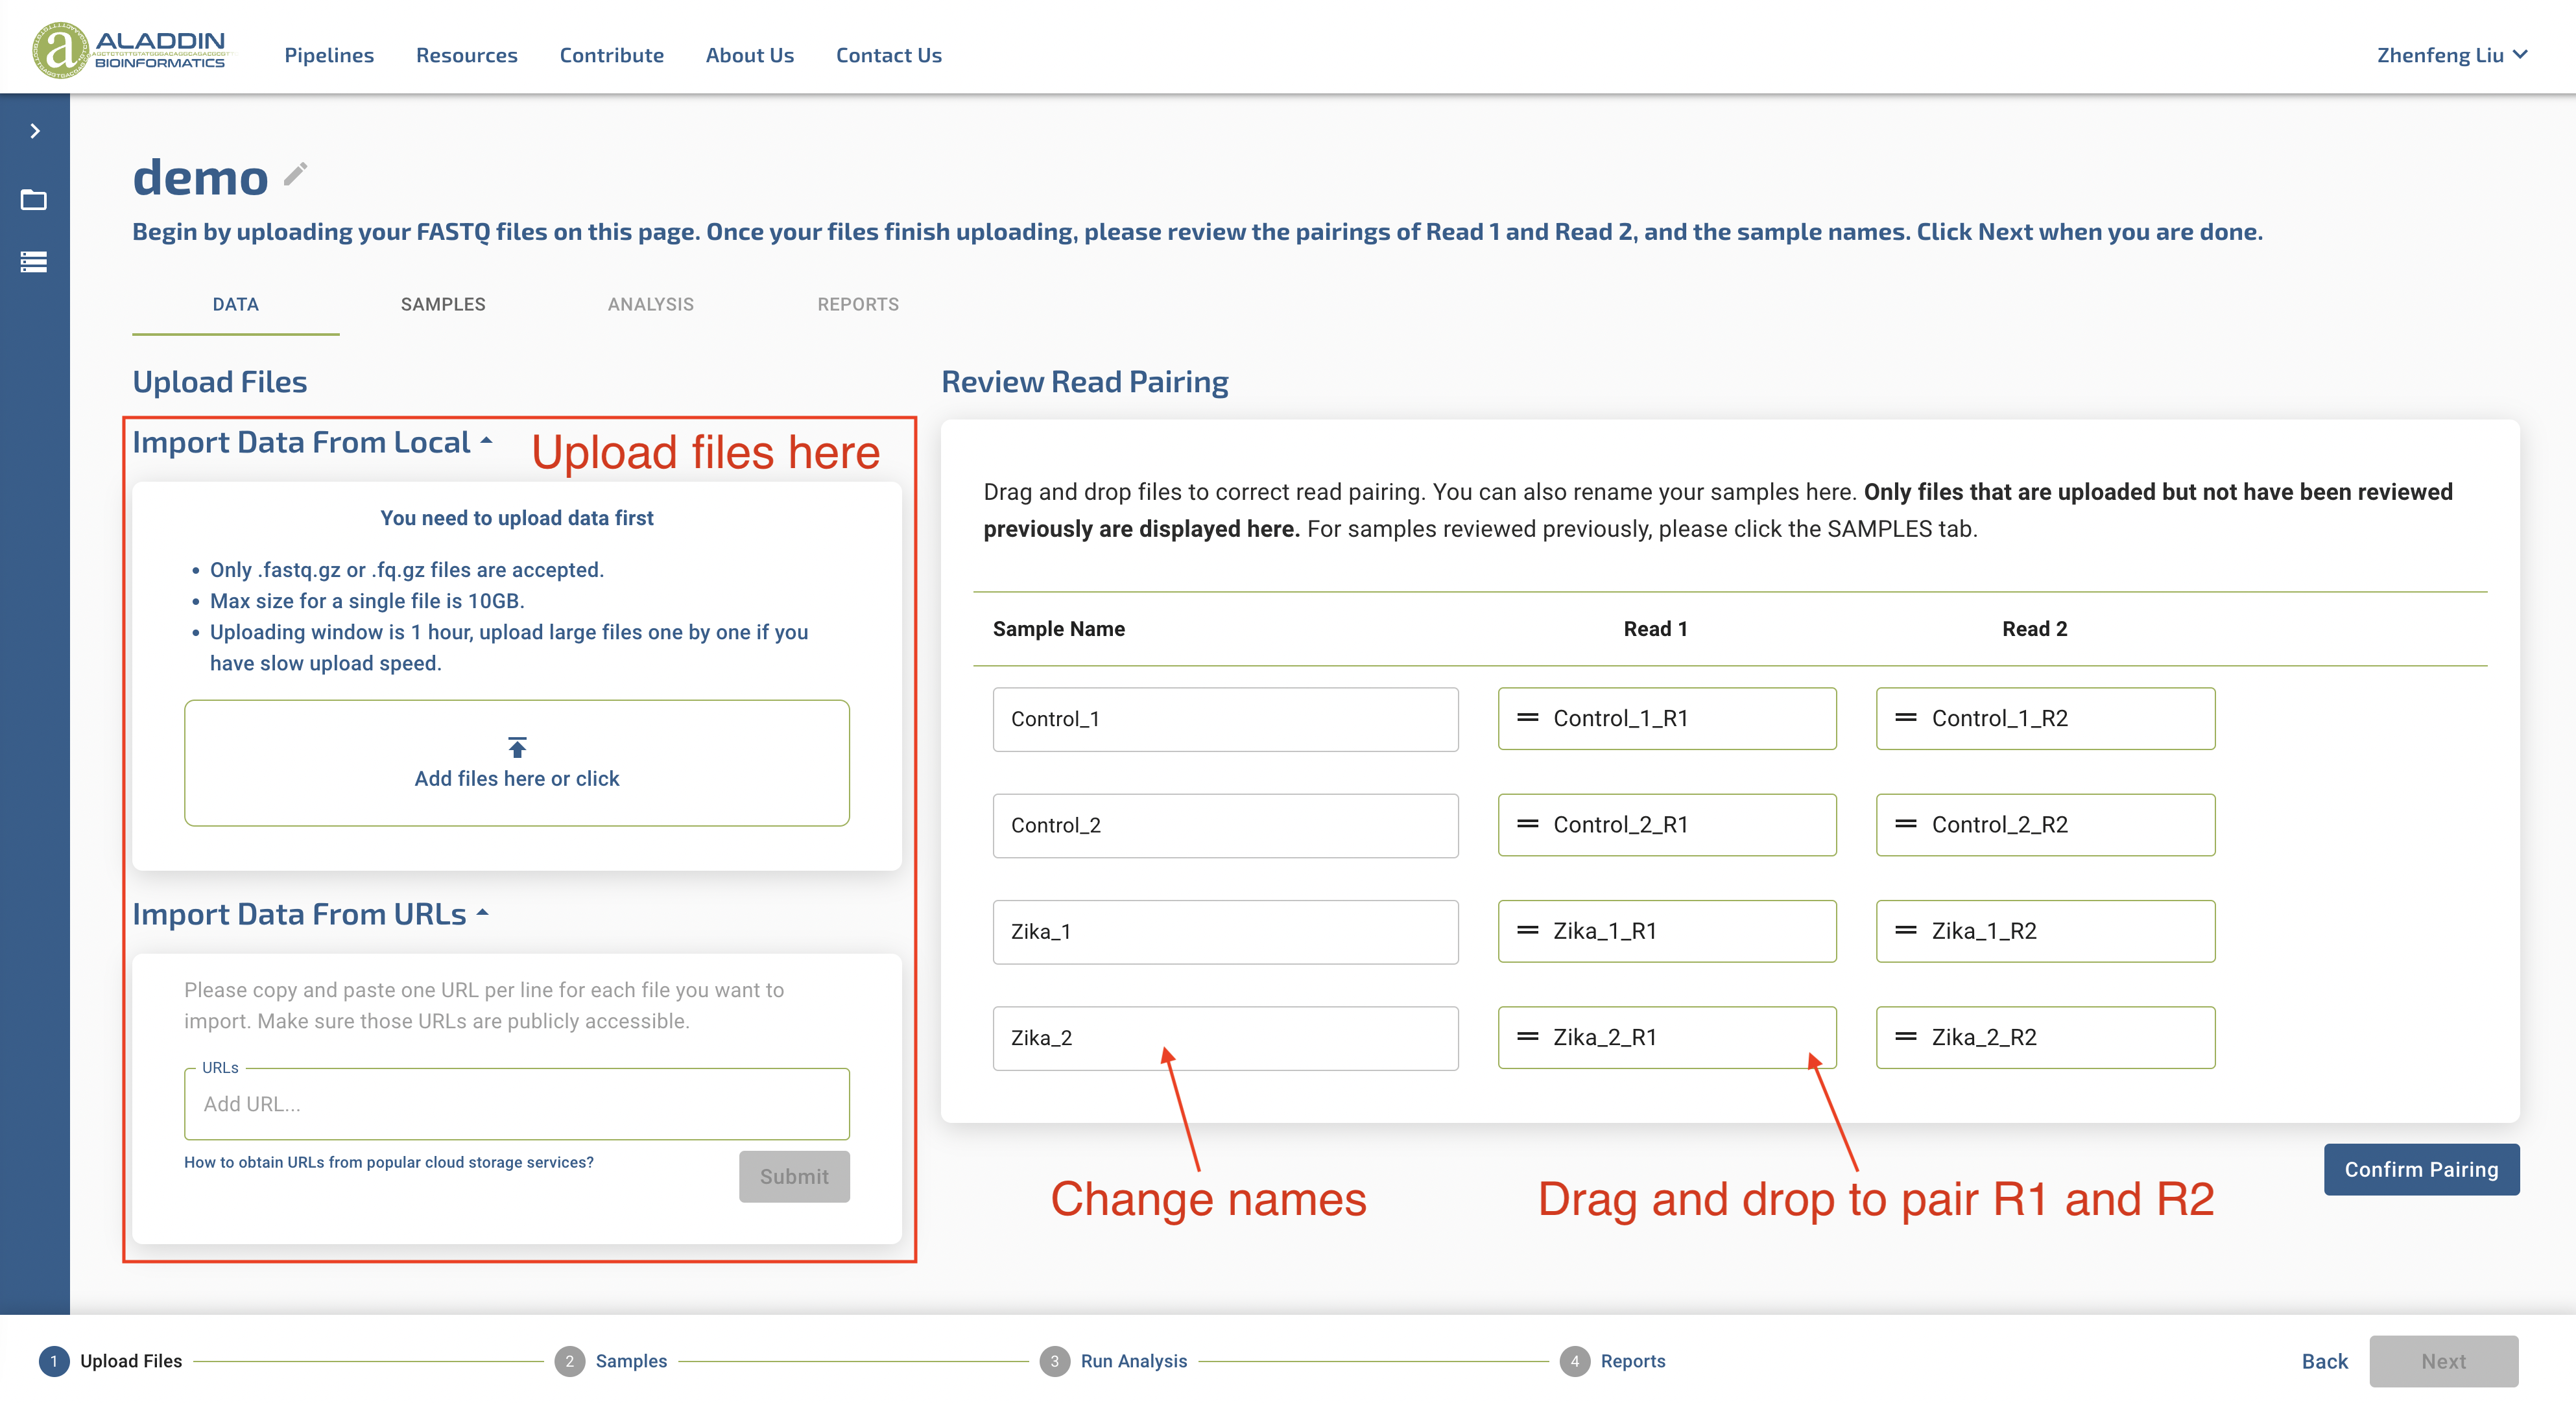 ALADDIN
BIOINFORMATICS
Pipelines
Resources
Contribute
About Us
Contact Us
Zhenfeng Liu
demo
Begin by uploading your FASTQ files on this page. Once your files finish uploading, please review the pairings of Read 1 and Read 2, and the sample names. Click Next when you are done.
DATA
SAMPLES
ANALYSIS
REPORTS
Upload Files
Import Data From Local
Upload files here
You need to upload data first
• Only .fastq.gz or .fq.gz files are accepted.
• Max size for a single file is 10GB.
• Uploading window is 1 hour, upload large files one by one if you
have slow upload speed.
Add files here or click
Import Data From URLs
Please copy and paste one URL per line for each file you want to
import. Make sure those URLs are publicly accessible.
URLs
Add URL...
How to obtain URLs from popular cloud storage services?
Submit
Review Read Pairing
Drag and drop files to correct read pairing. You can also rename your samples here. Only files that are uploaded but not have been reviewed
previously are displayed here. For samples reviewed previously, please click the SAMPLES tab.
Sample Name
Read 1
Read 2
Control_1
Control_1_R1
Control_1_R2
Control_2
Control_2_R1
Control_2_R2
Zika_1
Zika_1_R1
Zika_1_R2
Zika_2
Zika_2_R1
Zika_2_R2
Change names
Drag and drop to pair R1 and R2
Confirm Pairing
1 Upload Files
2 Samples
3 Run Analysis
4 Reports
Back
Next